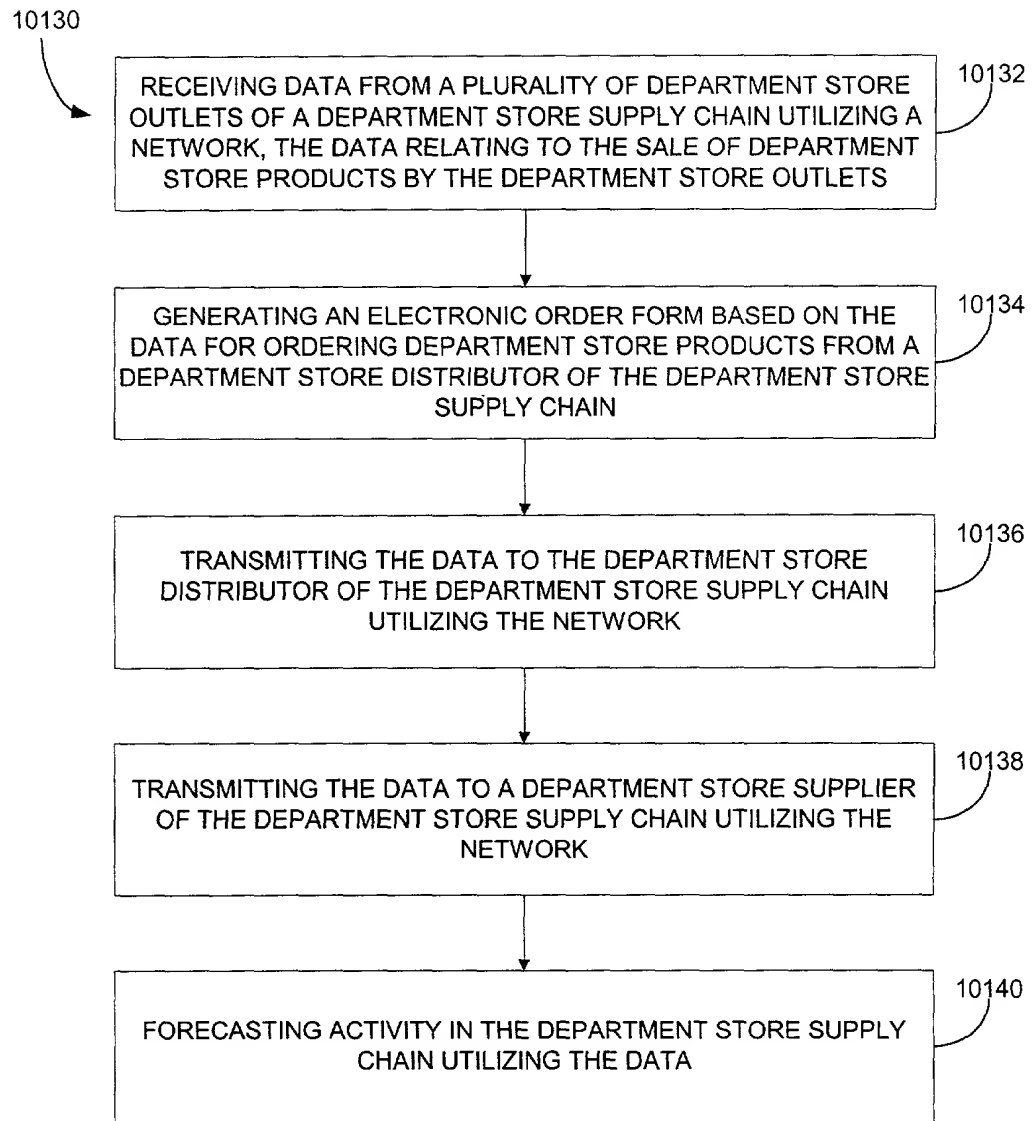 10130
RECEIVING DATA FROM A PLURALITY OF DEPARTMENT STORE
OUTLETS OF A DEPARTMENT STORE SUPPLY CHAIN UTILIZING A
NETWORK, THE DATA RELATING TO THE SALE OF DEPARTMENT
STORE PRODUCTS BY THE DEPARTMENT STORE OUTLETS
10132
GENERATING AN ELECTRONIC ORDER FORM BASED ON THE
DATA FOR ORDERING DEPARTMENT STORE PRODUCTS FROM A
DEPARTMENT STORE DISTRIBUTOR OF THE DEPARTMENT STORE
SUPPLY CHAIN
10134
TRANSMITTING THE DATA TO THE DEPARTMENT STORE
DISTRIBUTOR OF THE DEPARTMENT STORE SUPPLY CHAIN
UTILIZING THE NETWORK
10136
TRANSMITTING THE DATA TO A DEPARTMENT STORE SUPPLIER
OF THE DEPARTMENT STORE SUPPLY CHAIN UTILIZING THE
NETWORK
10138
FORECASTING ACTIVITY IN THE DEPARTMENT STORE SUPPLY
CHAIN UTILIZING THE DATA
10140